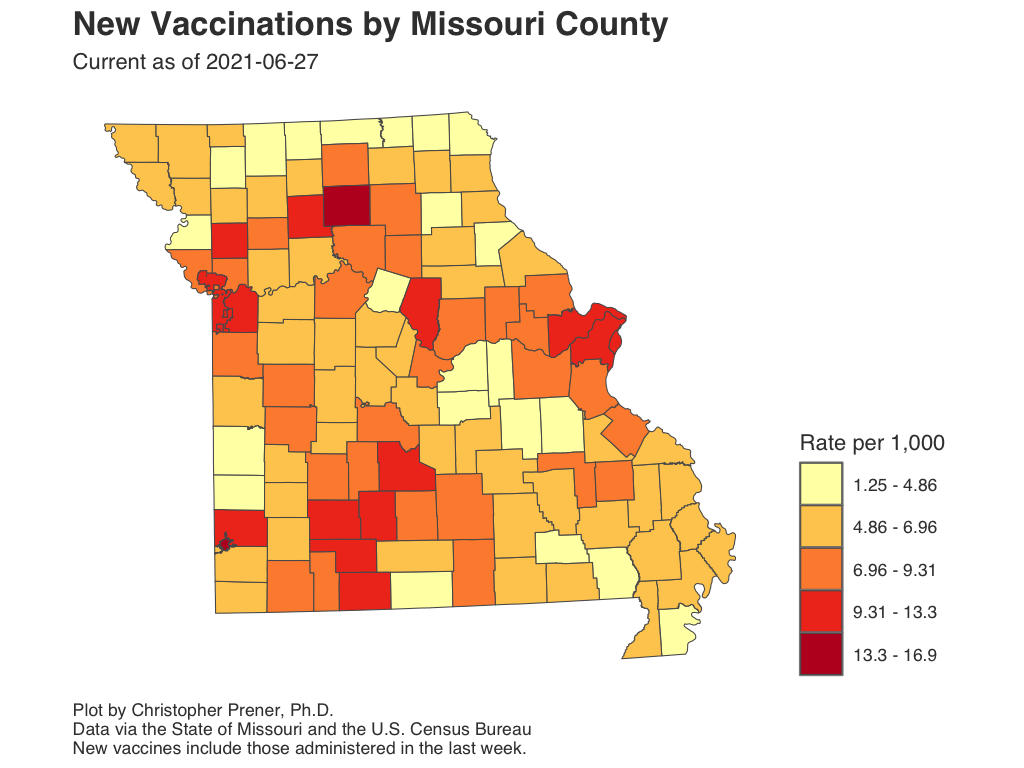 New Vaccinations by Missouri County
Current as of 2021-06-27
Rate per 1,000
1.25 - 4.86
4.86 - 6.96
6.96 - 9.31
9.31 - 13.3
13.3 - 16.9
Plot by Christopher Prener, Ph.D.
Data via the State of Missouri and the U.S. Census Bureau
New vaccines include those administered in the last week.